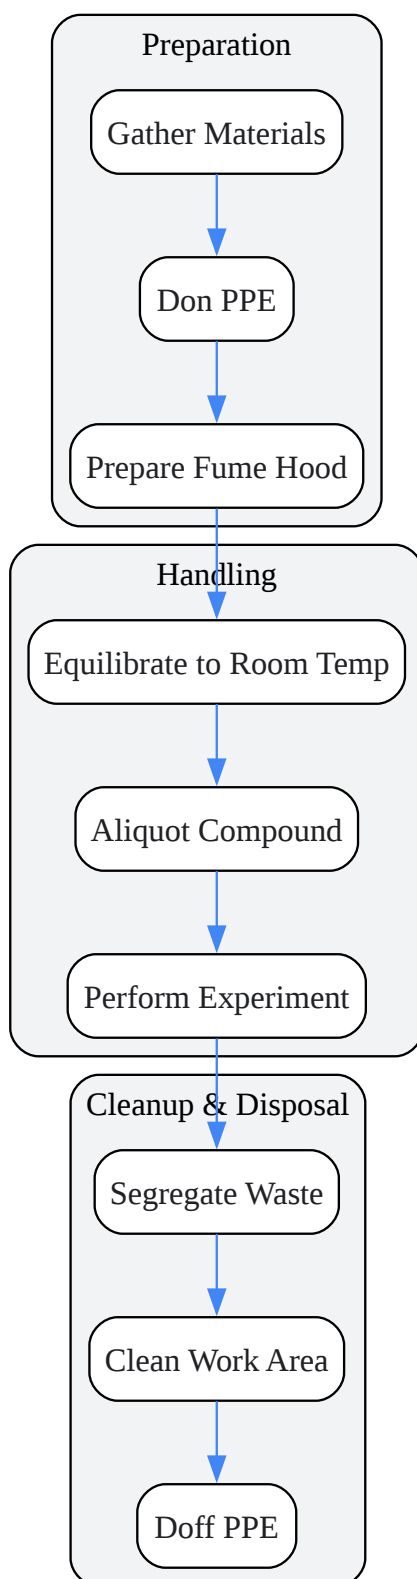 Preparation
Gather Materials
Don PPE
Prepare Fume Hood
Handling
Equilibrate to Room Temp
Aliquot Compound
Perform Experiment
Cleanup & Disposal
Segregate Waste
Clean Work Area
Doff PPE